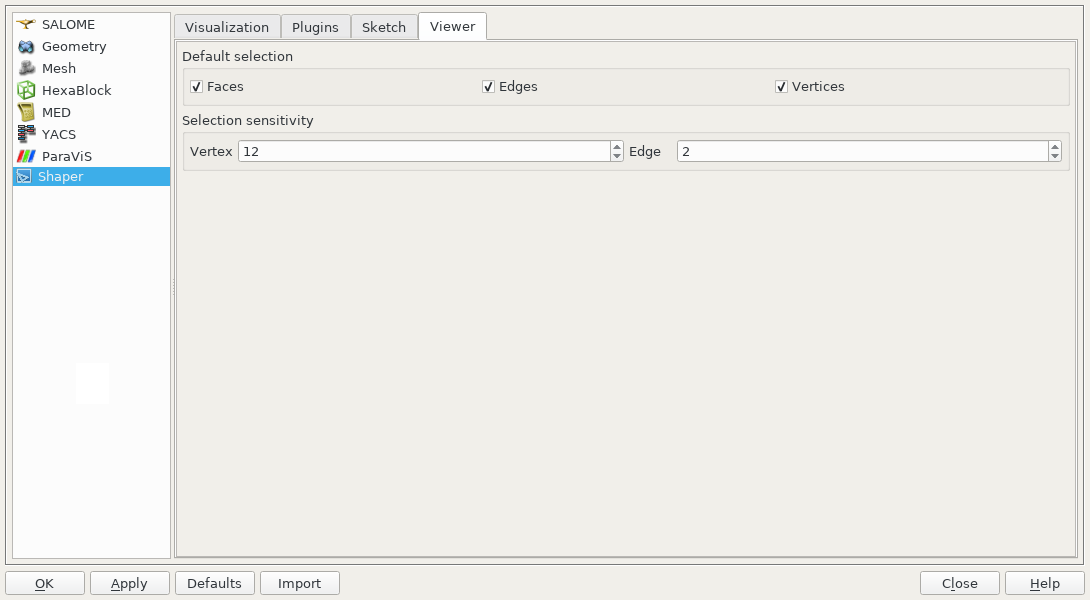 SALOME
Geometry
Mesh
HexaBlock
MED
YACS
ParaViS
Shaper
Visualization Plugins Sketch Viewer
Default selection
Faces Edges Vertices
Selection sensitivity
Vertex 12 Edge 2
OK Apply Defaults Import Close Help